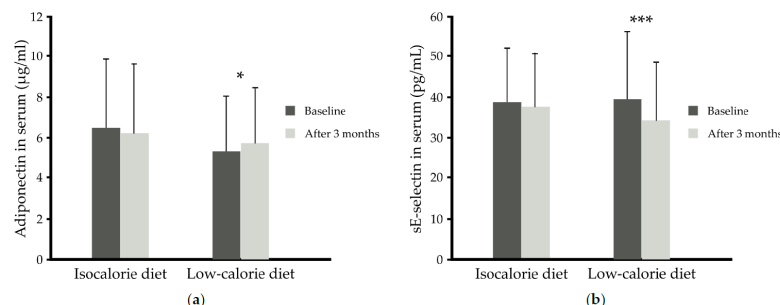 Adiponectin in serum (µg/ml)
12
10
8
6
4
2
0
*
Baseline
After 3 months
Isocalorie diet Low-calorie diet
(a)
sE-selectin in serum (pg/mL)
60
50
40
30
20
10
0
***
Baseline
After 3 months
Isocalorie diet Low-calorie diet
(b)